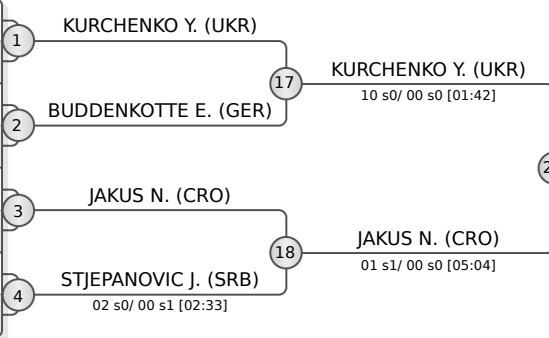 KURCHENKO Y. (UKR)
1
17
KURCHENKO Y. (UKR)
10 s0/ 00 s0 [01:42]
BUDDENKOTTE E. (GER)
2
JAKUS N. (CRO)
3
18
JAKUS N. (CRO)
01 s1/ 00 s0 [05:04]
STJEPANOVIC J. (SRB)
4
02 s0/ 00 s1 [02:33]